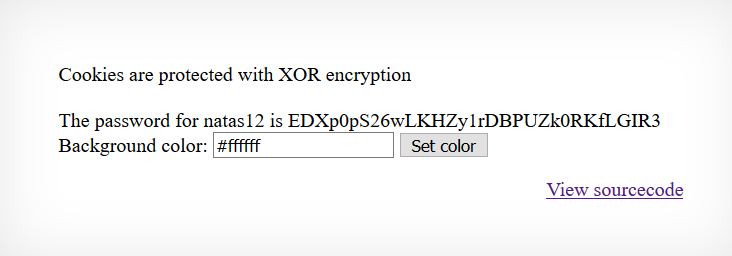 Cookies are protected with XOR encryption
The password for natas12 is EDXp0pS26wLKHZy1rDBPUZk0RKfLGIR3
Background color: #ffffff Set color
View sourcecode